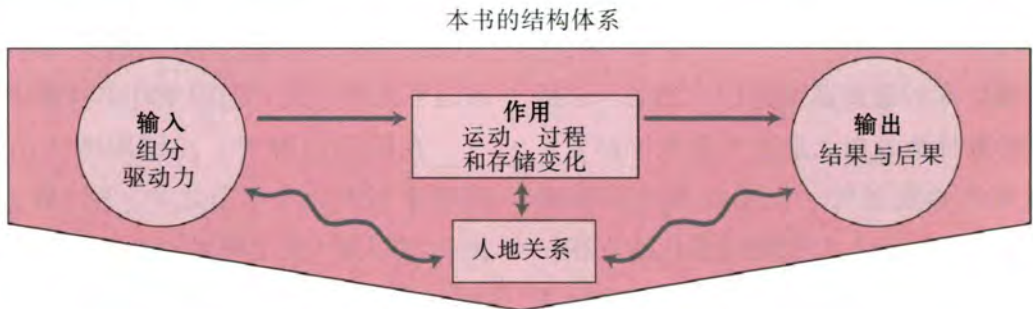 本书的结构体系
输入
组分
驱动力
作用
运动、过程
和存储变化
输出
结果与后果
人地关系